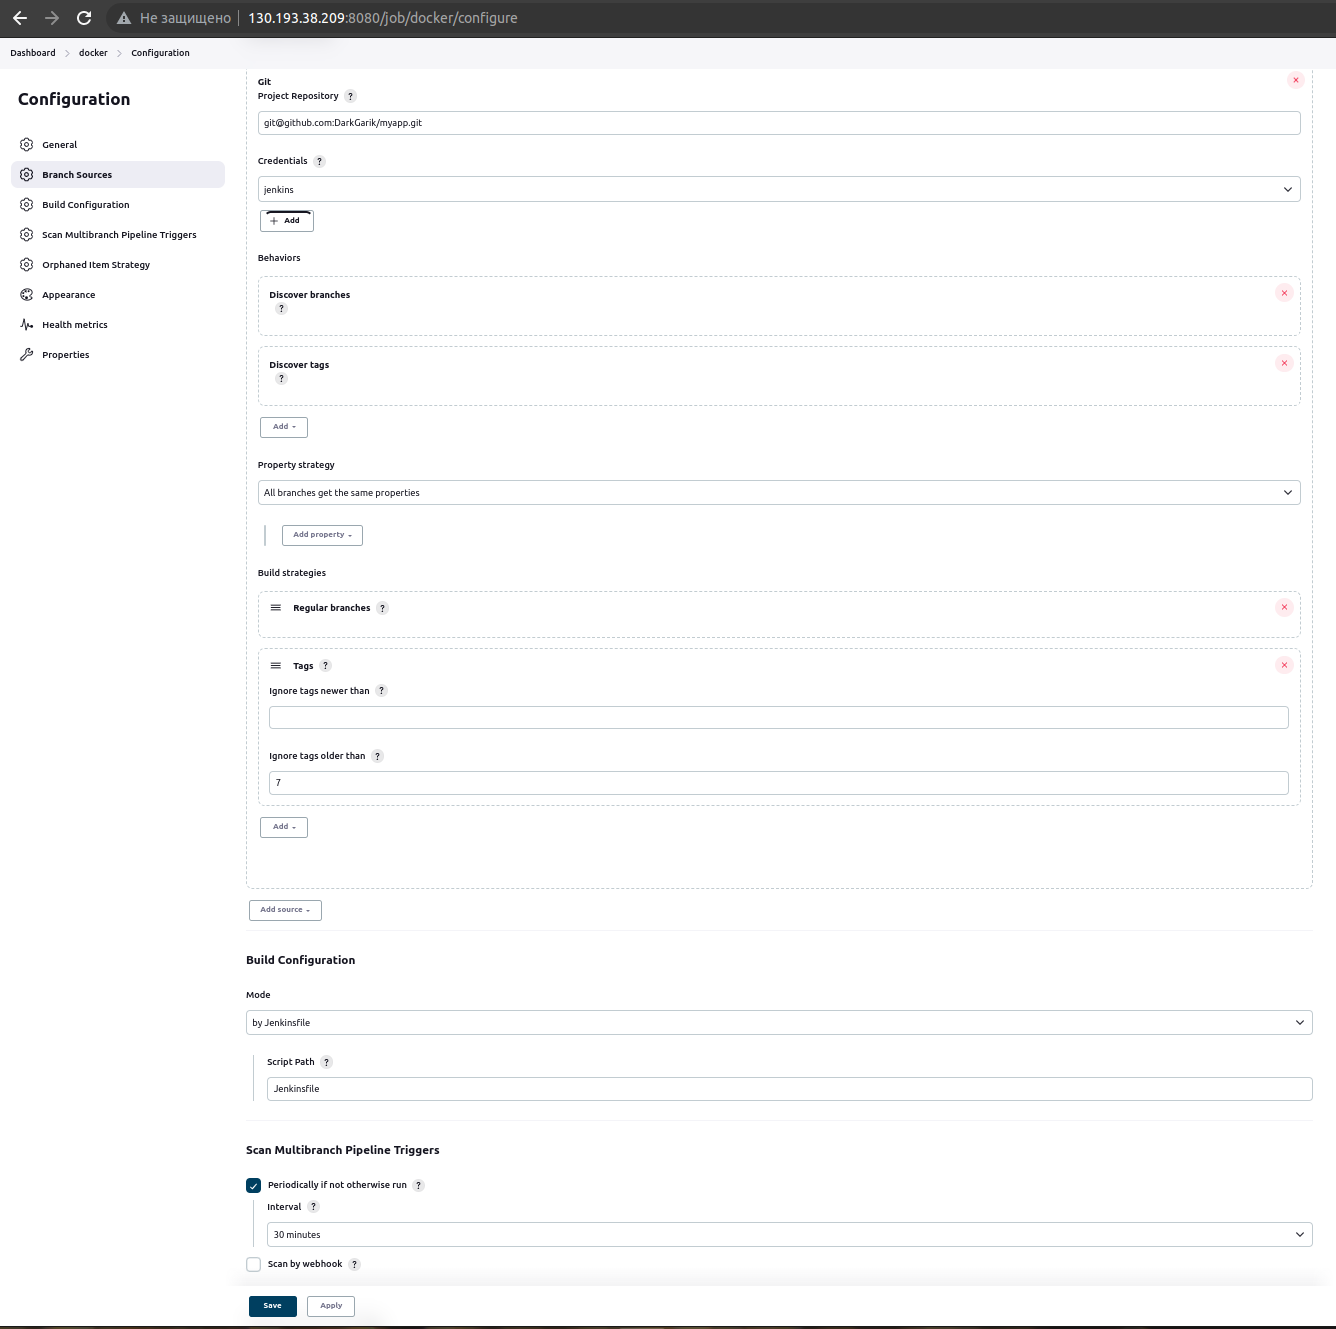 Не защищено 130.193.38.209:8080/job/docker/configure
Dashboard docker Configuration
Configuration
General
Branch Sources
Build Configuration
Scan Multibranch Pipeline Triggers
Orphaned Item Strategy
Appearance
Health metrics
Properties
Git
Project Repository ?
git@github.com:DarkGarik/myapp.git
Credentials ?
jenkins
+ Add
Behaviors
Discover branches
?
Discover tags
?
Add
Property strategy
All branches get the same properties
Add property
Build strategies
Regular branches ?
Tags ?
Ignore tags newer than ?
Ignore tags older than ?
7
Add
Add source
Build Configuration
Mode
by Jenkinsfile
Script Path ?
Jenkinsfile
Scan Multibranch Pipeline Triggers
Periodically if not otherwise run ?
Interval ?
30 minutes
Scan by webhook ?
Save Apply